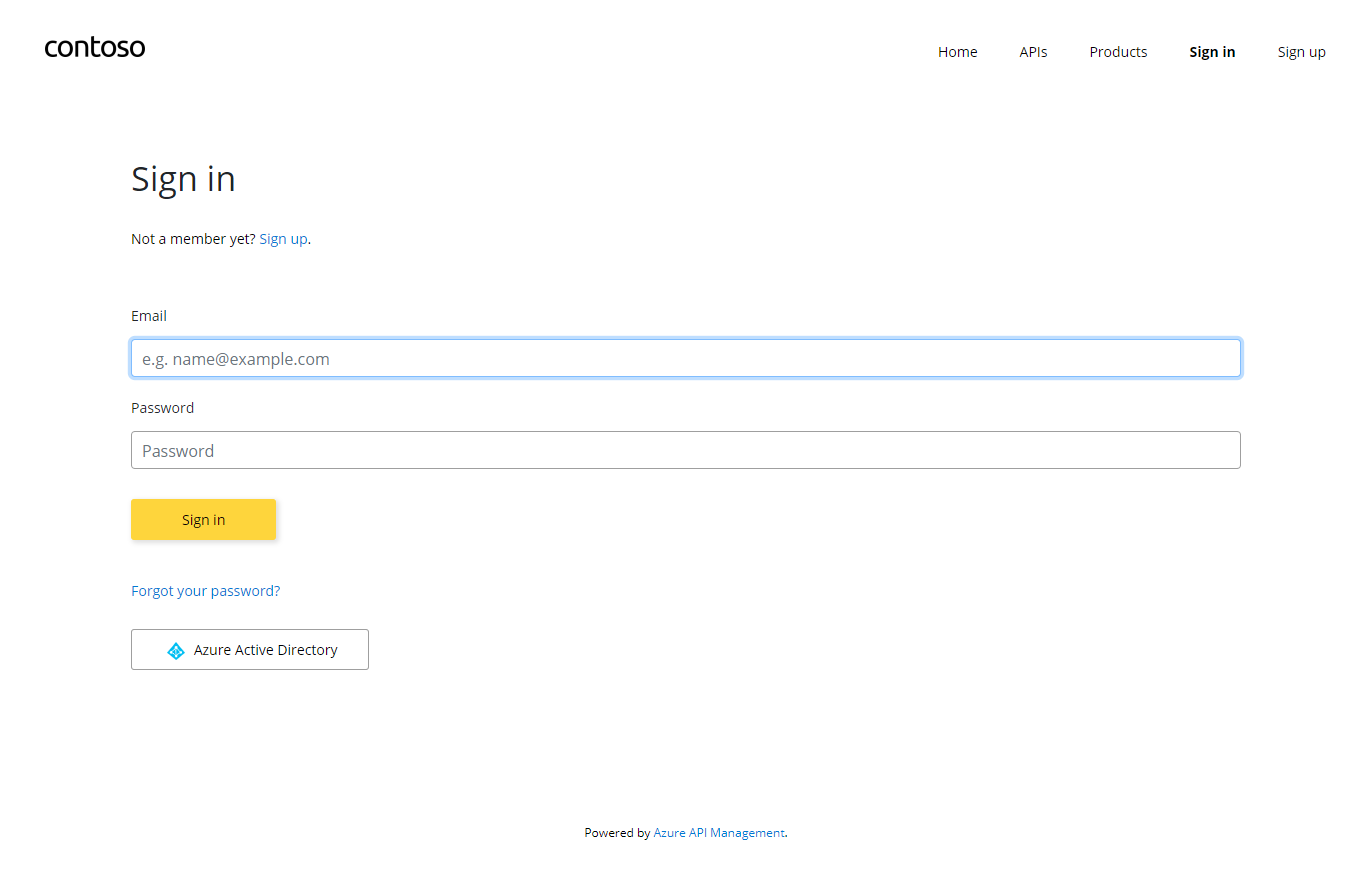 contoso
Home APIs Products Sign in Sign up
Sign in
Not a member yet? Sign up.
Email
e.g. name@example.com
Password
Password
Sign in
Forgot your password?
Azure Active Directory
Powered by Azure API Management.